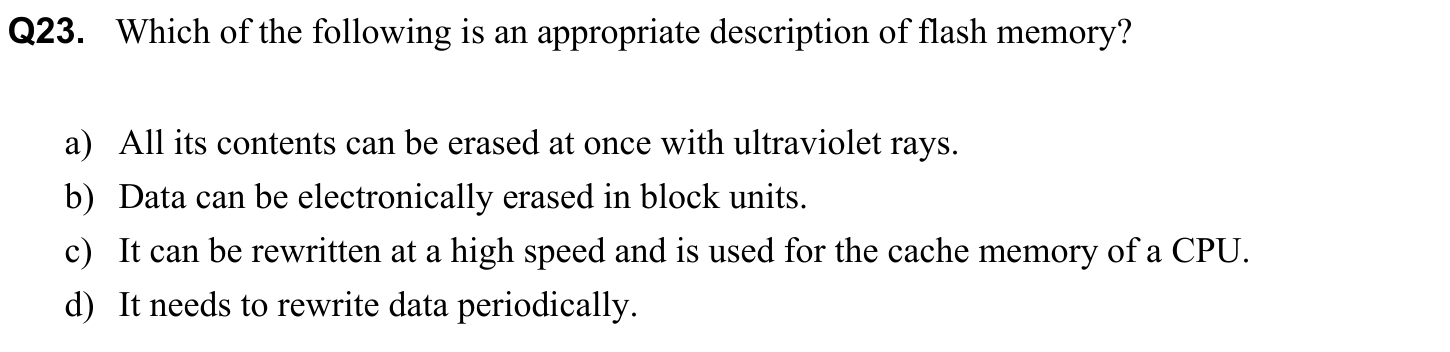 Q23. Which of the following is an appropriate description of flash memory?
a) All its contents can be erased at once with ultraviolet rays.
b) Data can be electronically erased in block units.
c) It can be rewritten at a high speed and is used for the cache memory of a CPU.
d) It needs to rewrite data periodically.